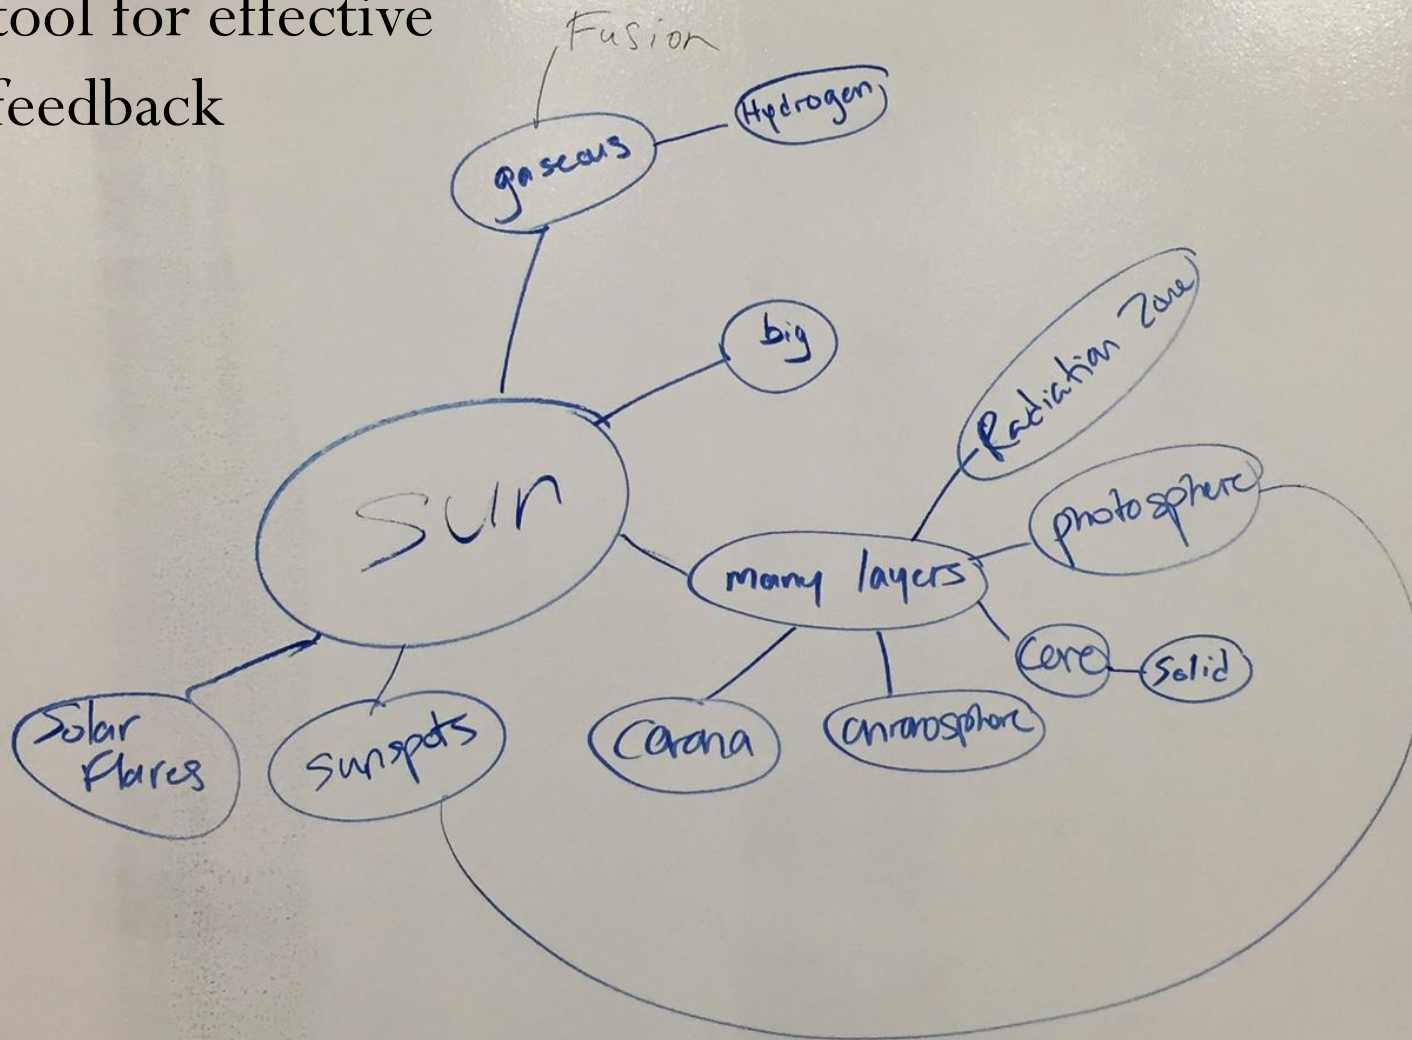 tool for effective
feedback
Fusion
Hydrogen
gaseous
big
Radiation Zone
photosphere
sun
many layers
Core
Solid
Solar
Flares
sunspots
Corona
chromosphere